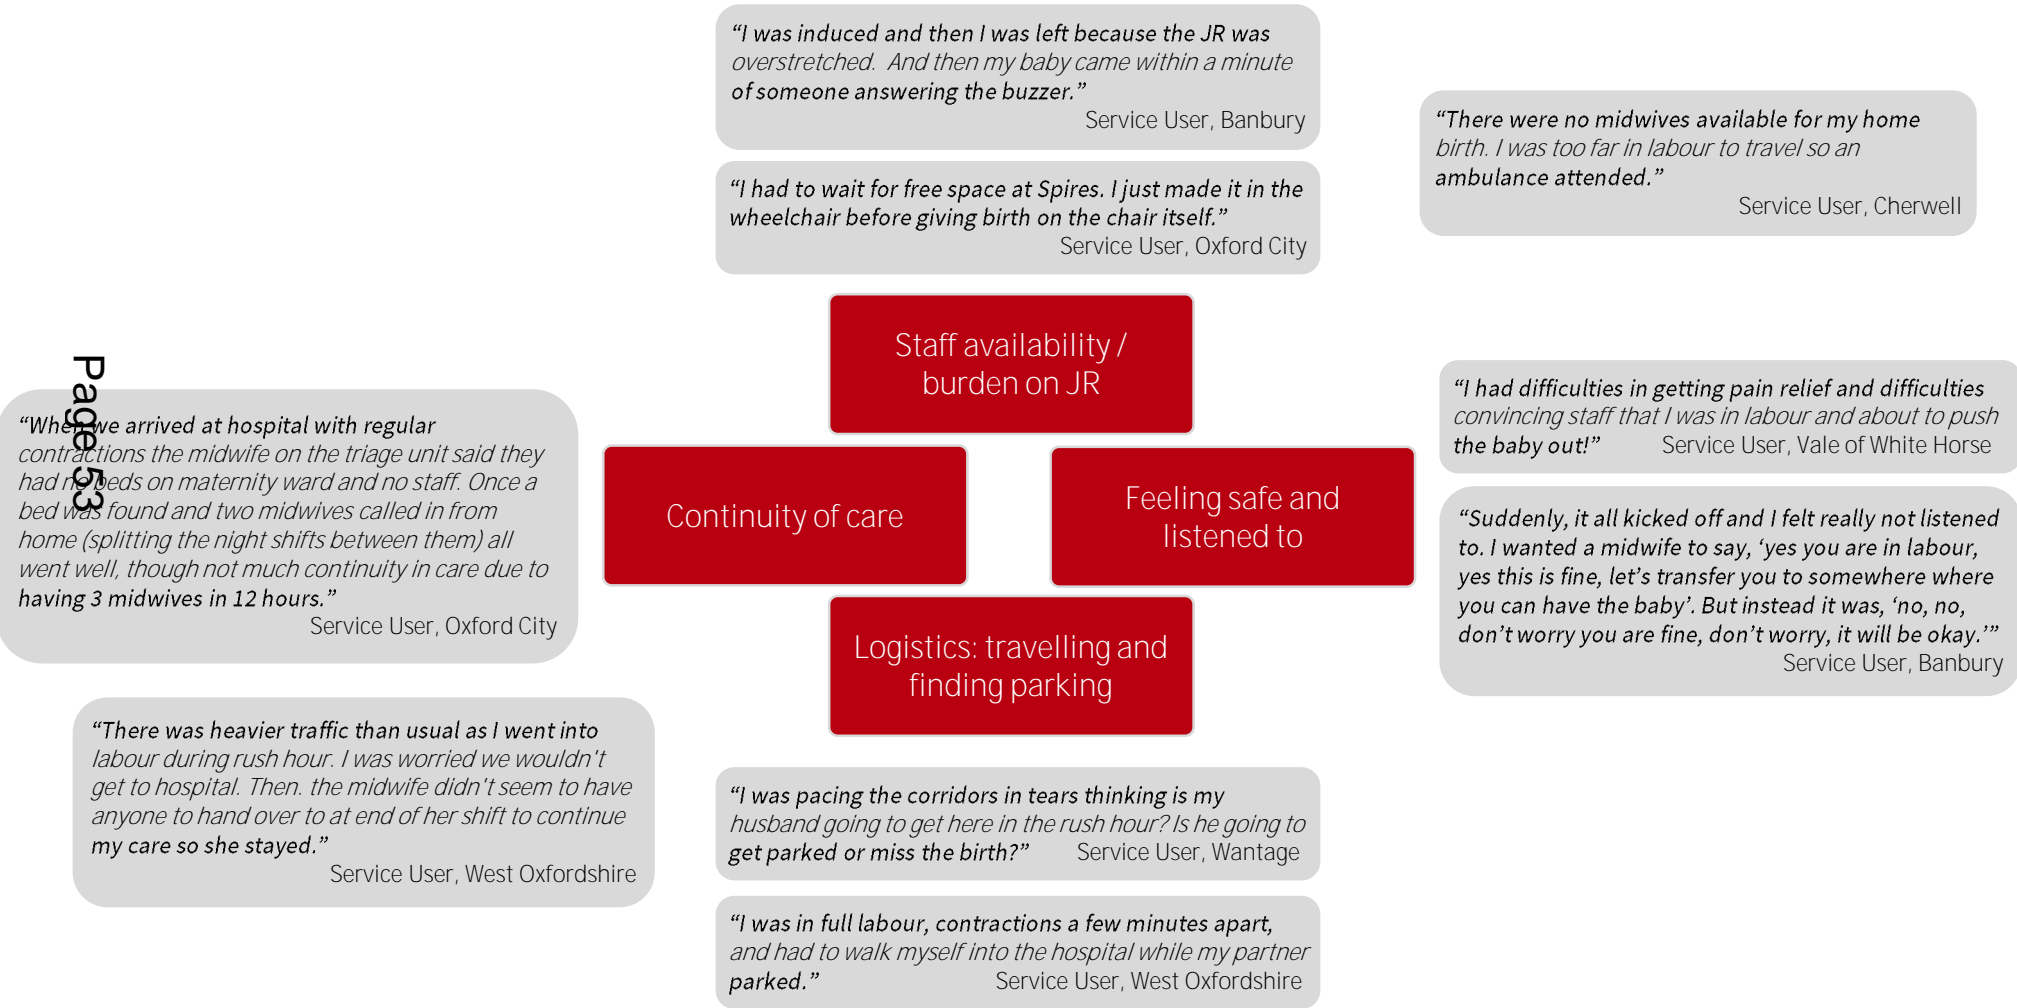 “I was induced and then I was left because the JR was
overstretched. And then my baby came within a minute
of someone answering the buzzer.”
Service User, Banbury
“There were no midwives available for my home
birth. I was too far in labour to travel so an
ambulance attended.”
Service User, Cherwell
“I had to wait for free space at Spires. I just made it in the
wheelchair before giving birth on the chair itself.”
Service User, Oxford City
Staff availability /
burden on JR
Page 53
“When we arrived at hospital with regular
contractions the midwife on the triage unit said they
had no beds on maternity ward and no staff. Once a
bed was found and two midwives called in from
home (splitting the night shifts between them) all
went well, though not much continuity in care due to
having 3 midwives in 12 hours.”
Service User, Oxford City
Continuity of care
Feeling safe and
listened to
“I had difficulties in getting pain relief and difficulties
convincing staff that I was in labour and about to push
the baby out!” Service User, Vale of White Horse
“Suddenly, it all kicked off and I felt really not listened
to. I wanted a midwife to say, ‘yes you are in labour,
yes this is fine, let’s transfer you to somewhere where
you can have the baby’. But instead it was, ‘no, no,
don’t worry you are fine, don’t worry, it will be okay.’”
Service User, Banbury
Logistics: travelling and
finding parking
“There was heavier traffic than usual as I went into
labour during rush hour. I was worried we wouldn't
get to hospital. Then. the midwife didn't seem to have
anyone to hand over to at end of her shift to continue
my care so she stayed.”
Service User, West Oxfordshire
“I was pacing the corridors in tears thinking is my
husband going to get here in the rush hour? Is he going to
get parked or miss the birth?” Service User, Wantage
“I was in full labour, contractions a few minutes apart,
and had to walk myself into the hospital while my partner
parked.” Service User, West Oxfordshire